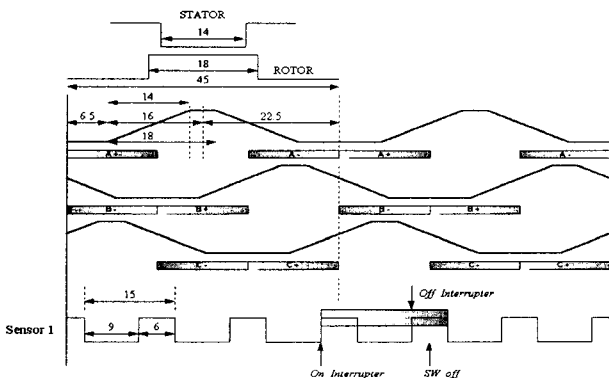 STATOR
14
18
ROTOR
45
14
6.5 16 22.5
18
A+ A- A+ A-
B- B+ B- B+
C- C+ C- C+
15
Off Interrupter
9 6
Sensor 1
On Interrupter SW off